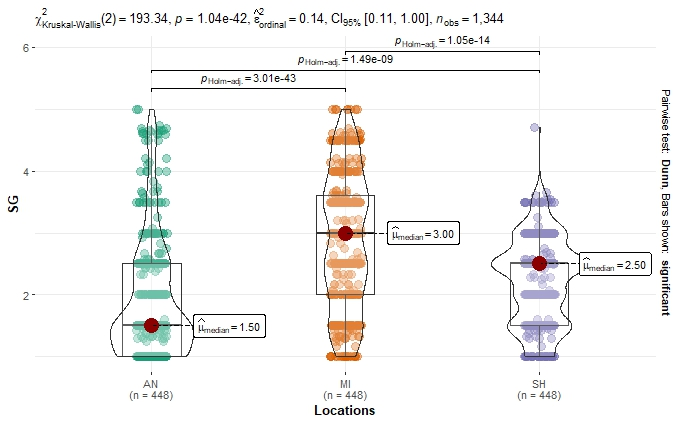 χ²Kruskal−Wallis(2) = 193.34, p = 1.04e-42, ε̂²ordinal = 0.14, CI95% [0.11, 1.00], nobs = 1,344
pHolm−adj. = 1.05e-14
pHolm−adj. = 1.49e-09
pHolm−adj. = 3.01e-43
6
4
2
SG
μ̂median = 3.00
μ̂median = 2.50
μ̂median = 1.50
AN
(n = 448)
MI
(n = 448)
SH
(n = 448)
Locations
Pairwise test: Dunn, Bars shown: significant